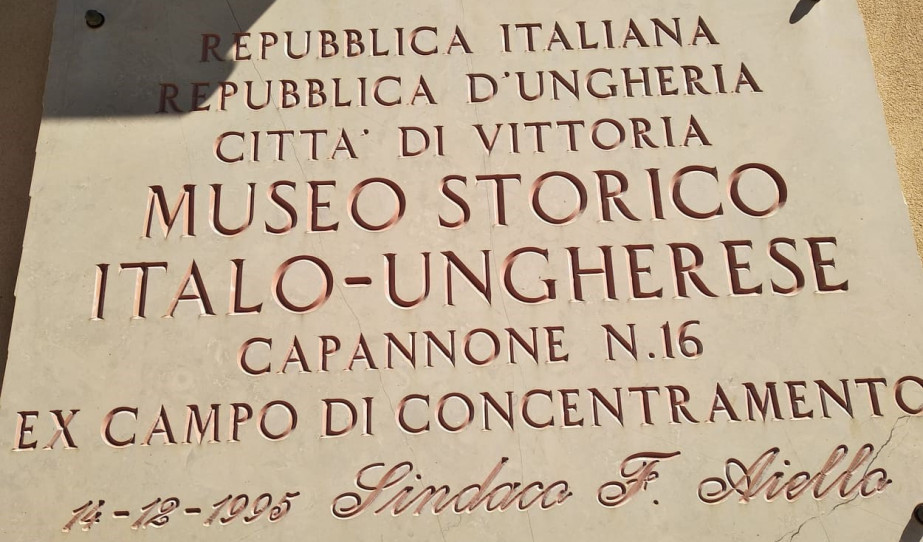 REPUBBLICA ITALIANA
REPUBBLICA D'UNGHERIA
CITTA' DI VITTORIA
MUSEO STORICO
ITALO-UNGHERESE
CAPANNONE N.16
EX CAMPO DI CONCENTRAMENTO
14-12-1995 Sindaco F. Aiello